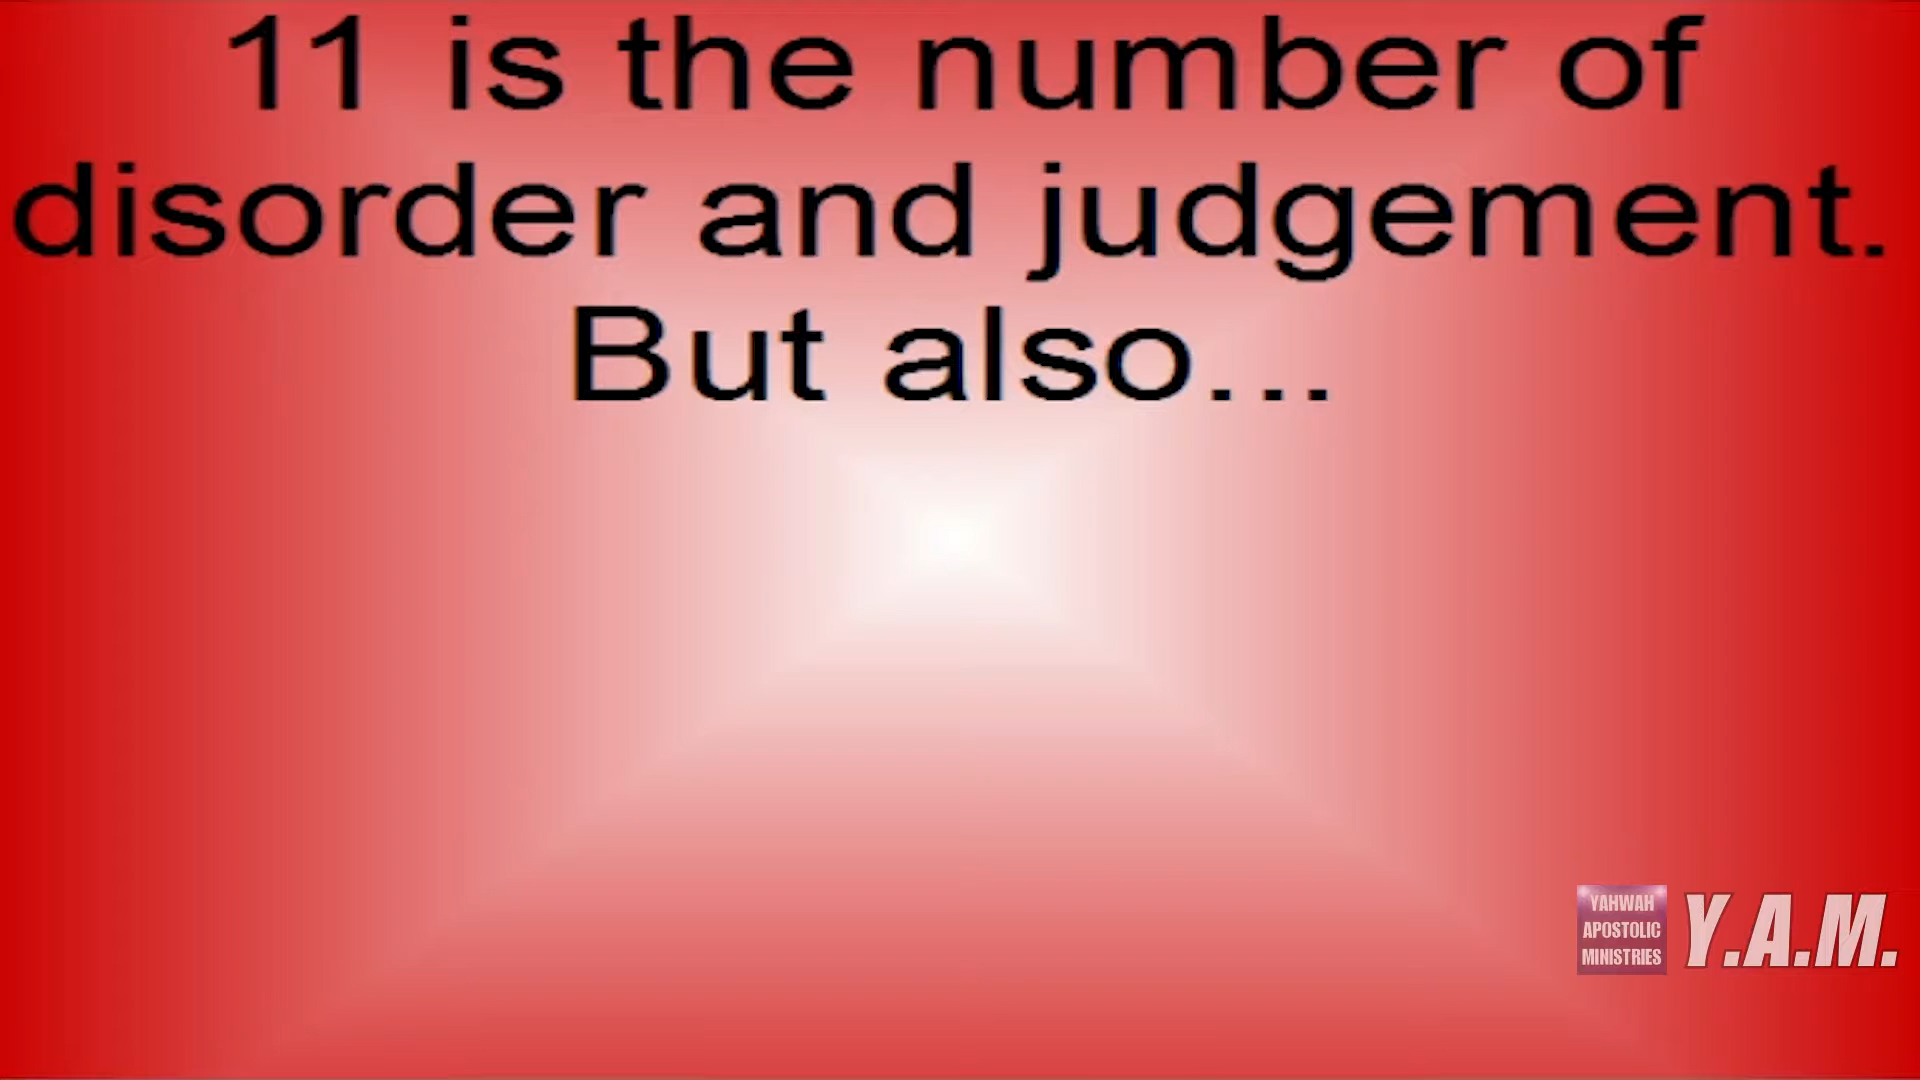 11 is the number of
disorder and judgement.
But also...
YAHWAH
APOSTOLIC
MINISTRIES
Y.A.M.